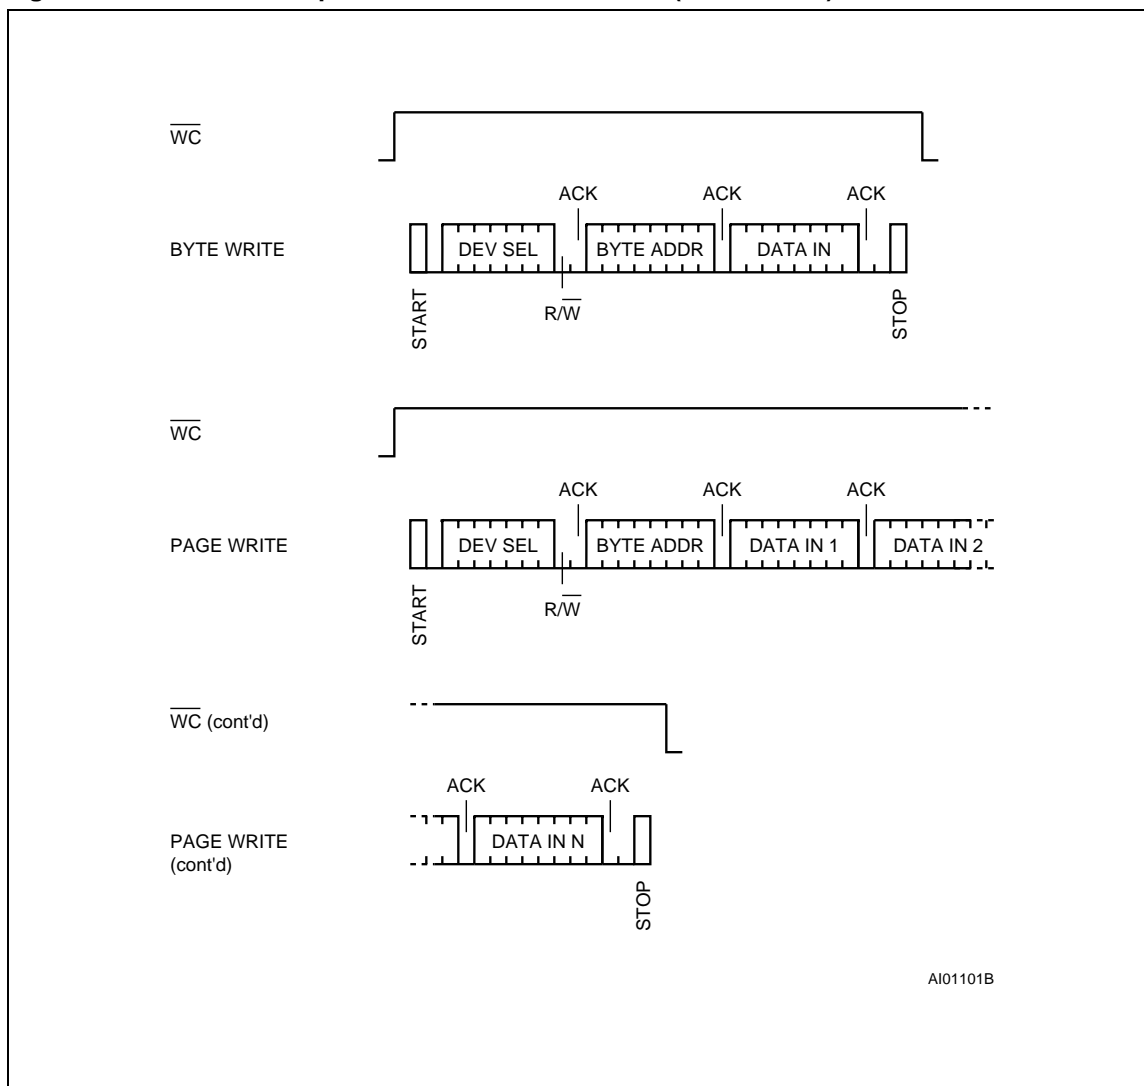 WC
ACK ACK ACK
BYTE WRITE DEV SEL BYTE ADDR DATA IN
R/W
START STOP
WC
ACK ACK ACK
PAGE WRITE DEV SEL BYTE ADDR DATA IN 1 DATA IN 2
R/W
START
WC (cont'd)
ACK ACK
PAGE WRITE DATA IN N
(cont'd)
STOP
AI01101B